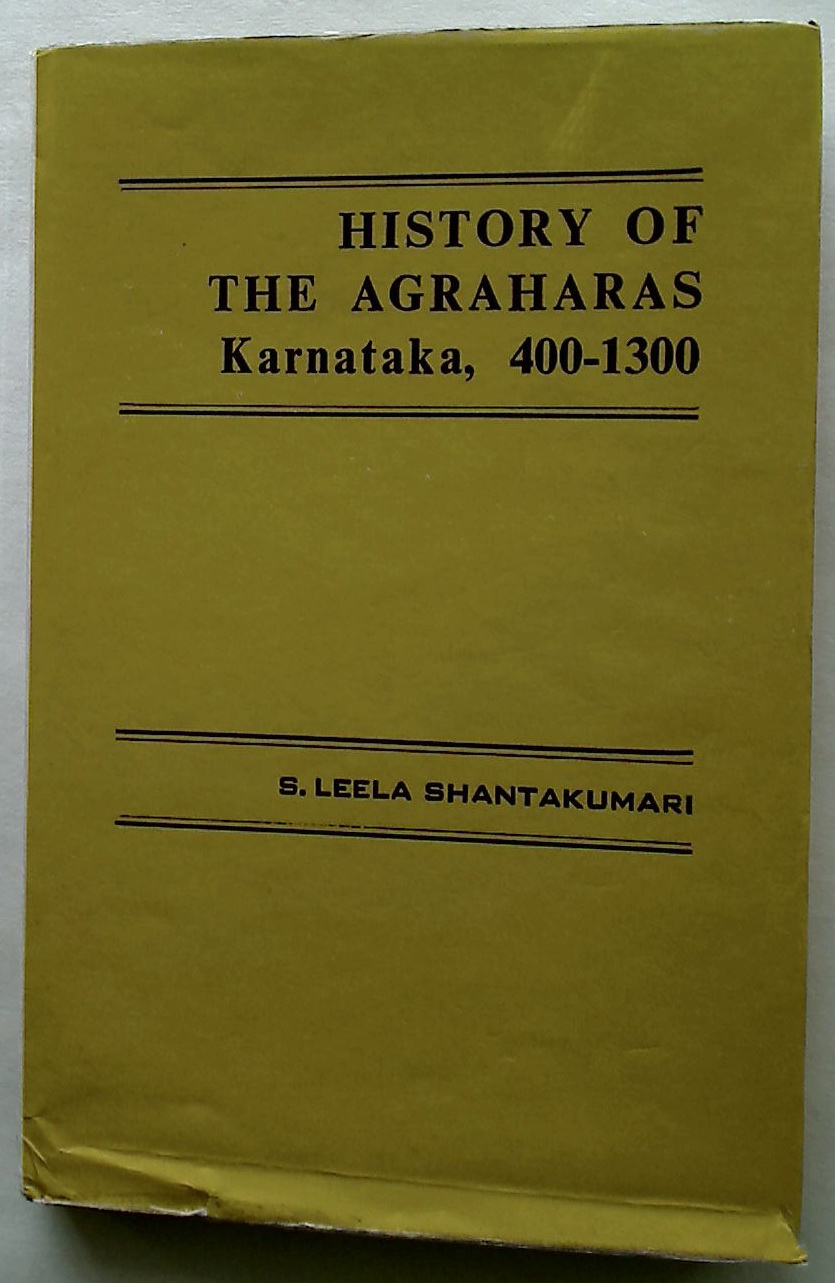 HISTORY OF
THE AGRAHARAS
Karnataka, 400-1300
S. LEELA SHANTAKUMARI